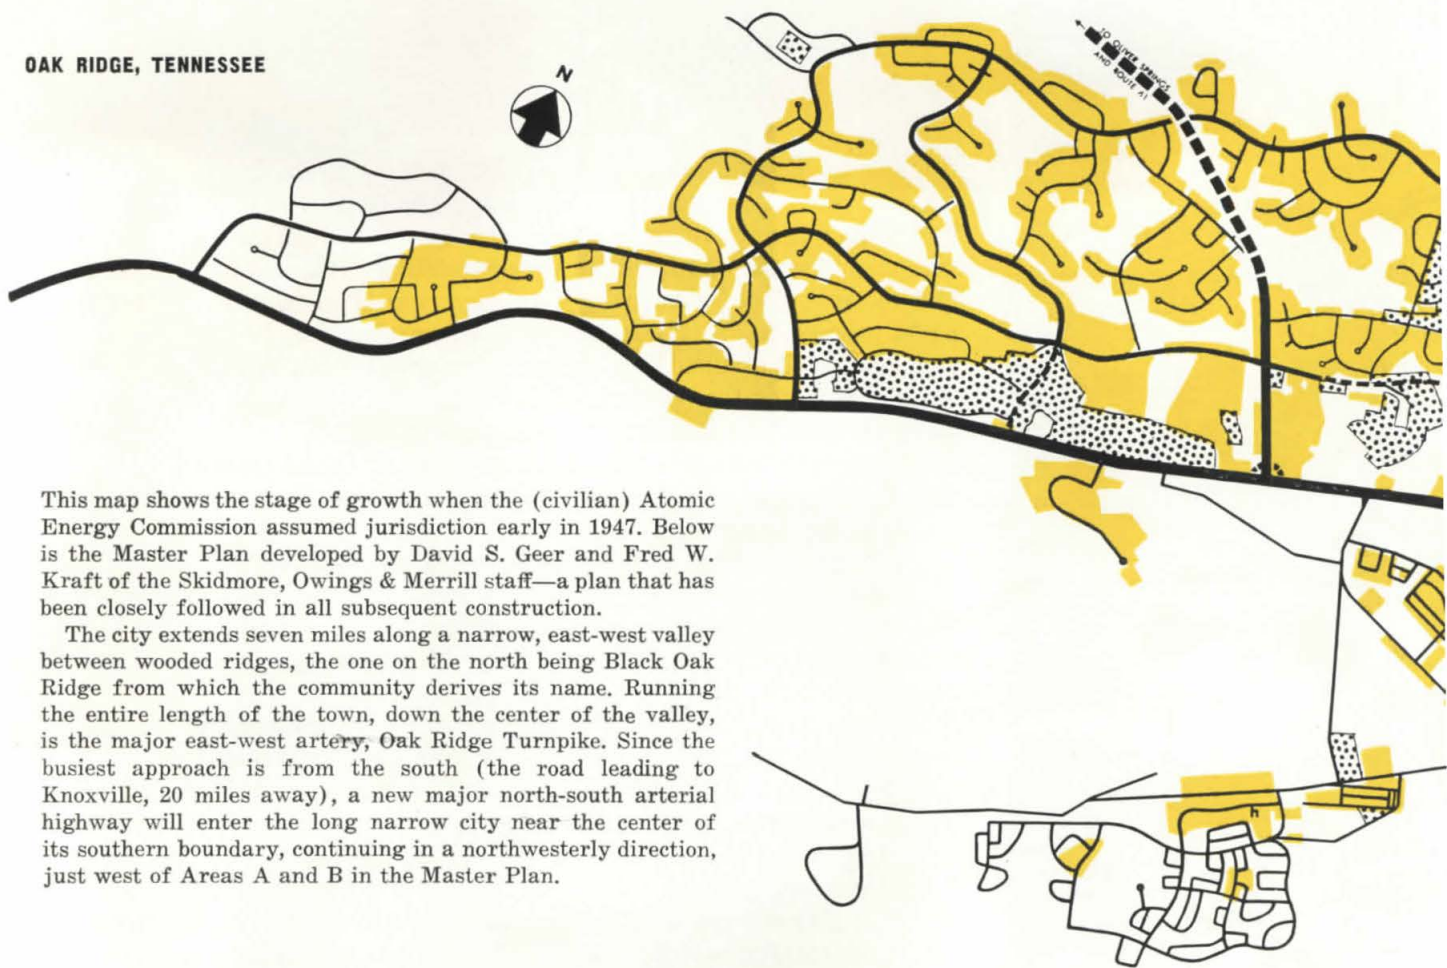 OAK RIDGE, TENNESSEE
N
TO OLIVER SPRINGS
AND ROUTE 61
This map shows the stage of growth when the (civilian) Atomic
Energy Commission assumed jurisdiction early in 1947. Below
is the Master Plan developed by David S. Geer and Fred W.
Kraft of the Skidmore, Owings & Merrill staff—a plan that has
been closely followed in all subsequent construction.
The city extends seven miles along a narrow, east-west valley
between wooded ridges, the one on the north being Black Oak
Ridge from which the community derives its name. Running
the entire length of the town, down the center of the valley,
is the major east-west artery, Oak Ridge Turnpike. Since the
busiest approach is from the south (the road leading to
Knoxville, 20 miles away), a new major north-south arterial
highway will enter the long narrow city near the center of
its southern boundary, continuing in a northwesterly direction,
just west of Areas A and B in the Master Plan.
h